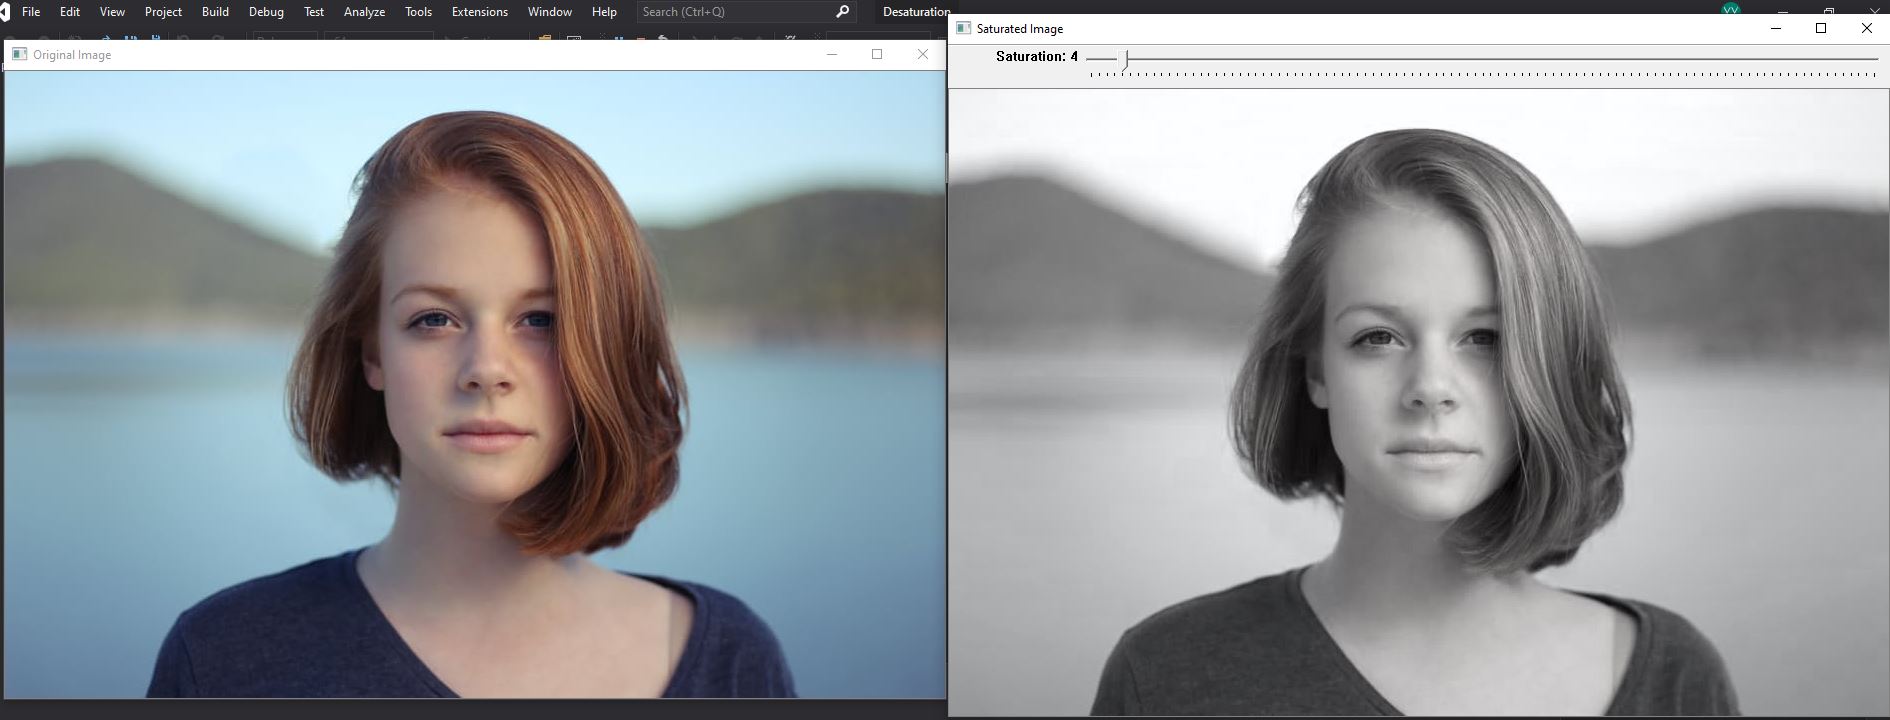 File Edit View Project Build Debug Test Analyze Tools Extensions Window Help Search (Ctrl+Q) Desaturation VV
Original Image
Saturated Image
Saturation: 4